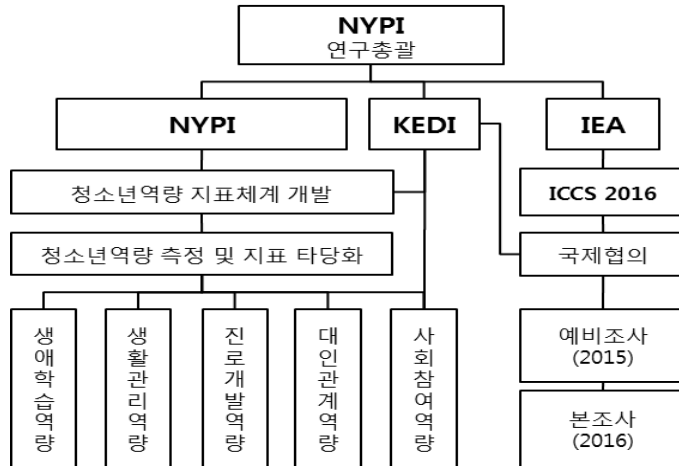 NYPI
연구총괄
NYPI
KEDI
IEA
청소년역량 지표체계 개발
ICCS 2016
청소년역량 측정 및 지표 타당화
국제협의
생애학습역량
생활관리역량
진로개발역량
대인관계역량
사회참여역량
예비조사
(2015)
본조사
(2016)